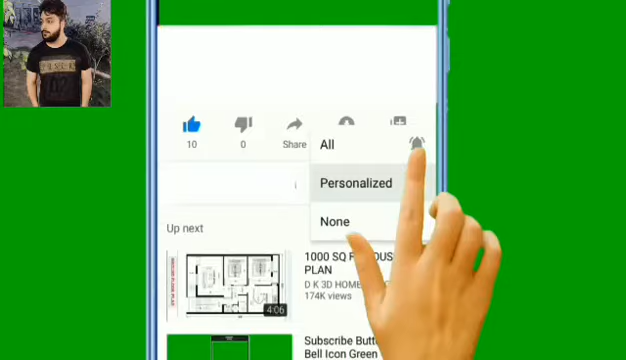 10
0
Share
All
Personalized
None
Up next
1000 SQ F
OUS
PLAN
D K 3D HOME
174K views
4:06
Subscribe Butt
Bell Icon Green